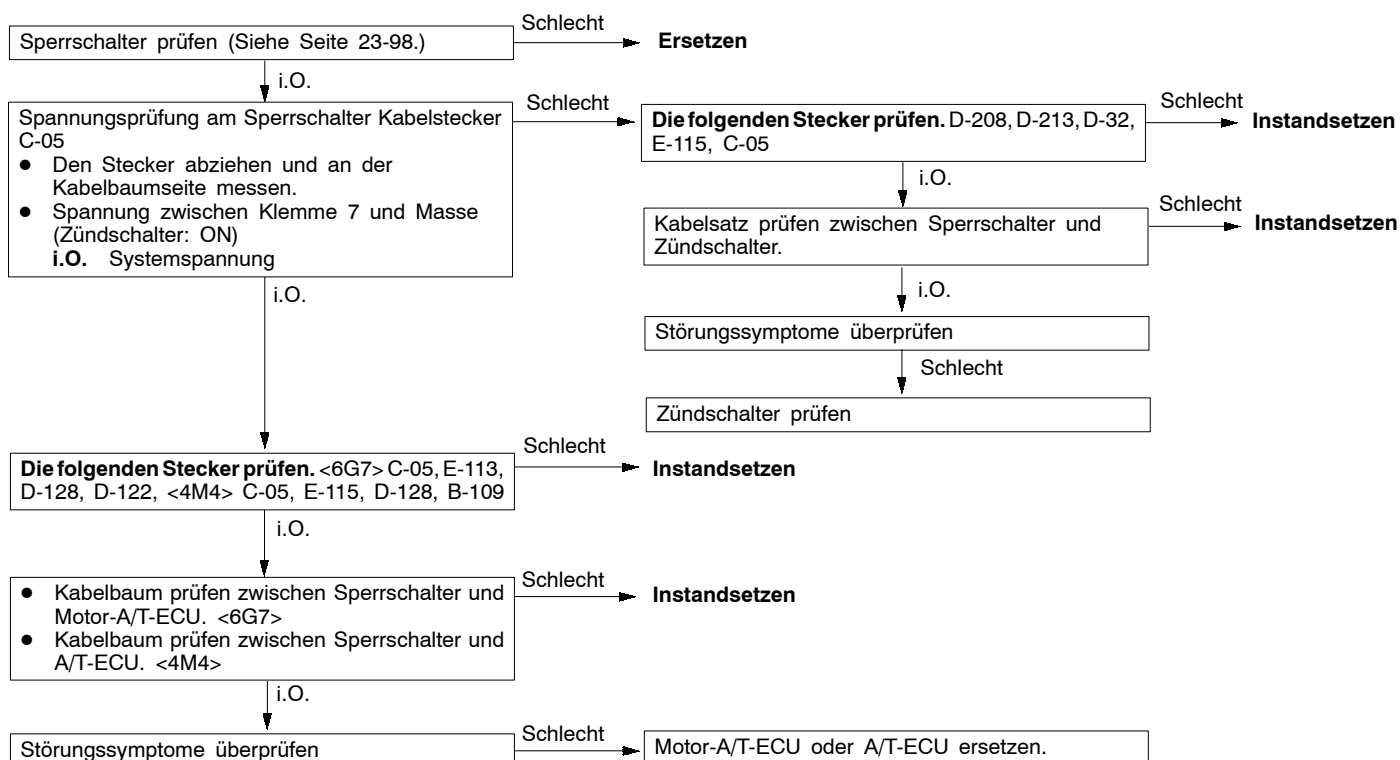 Sperrschalter prüfen (Siehe Seite 23-98.)
Schlecht
Ersetzen
i.O.
Spannungsprüfung am Sperrschalter Kabelstecker
C-05
● Den Stecker abziehen und an der
Kabelbaumseite messen.
● Spannung zwischen Klemme 7 und Masse
(Zündschalter: ON)
i.O. Systemspannung
Schlecht
Die folgenden Stecker prüfen. D-208, D-213, D-32,
E-115, C-05
Schlecht
Instandsetzen
i.O.
Kabelsatz prüfen zwischen Sperrschalter und
Zündschalter.
Schlecht
Instandsetzen
i.O.
Störungssymptome überprüfen
Schlecht
Zündschalter prüfen
i.O.
Die folgenden Stecker prüfen. <6G7> C-05, E-113,
D-128, D-122, <4M4> C-05, E-115, D-128, B-109
Schlecht
Instandsetzen
i.O.
● Kabelbaum prüfen zwischen Sperrschalter und
Motor-A/T-ECU. <6G7>
● Kabelbaum prüfen zwischen Sperrschalter und
A/T-ECU. <4M4>
Schlecht
Instandsetzen
i.O.
Störungssymptome überprüfen
Schlecht
Motor-A/T-ECU oder A/T-ECU ersetzen.